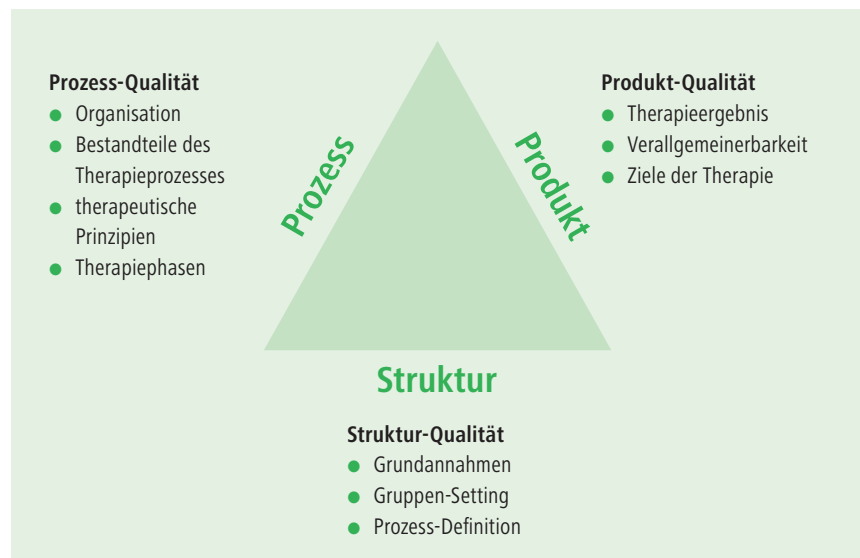 Prozess-Qualität
● Organisation
● Bestandteile des
Therapieprozesses
● therapeutische
Prinzipien
● Therapiephasen
Prozess
Produkt
Produkt-Qualität
● Therapieergebnis
● Verallgemeinerbarkeit
● Ziele der Therapie
Struktur
Struktur-Qualität
● Grundannahmen
● Gruppen-Setting
● Prozess-Definition